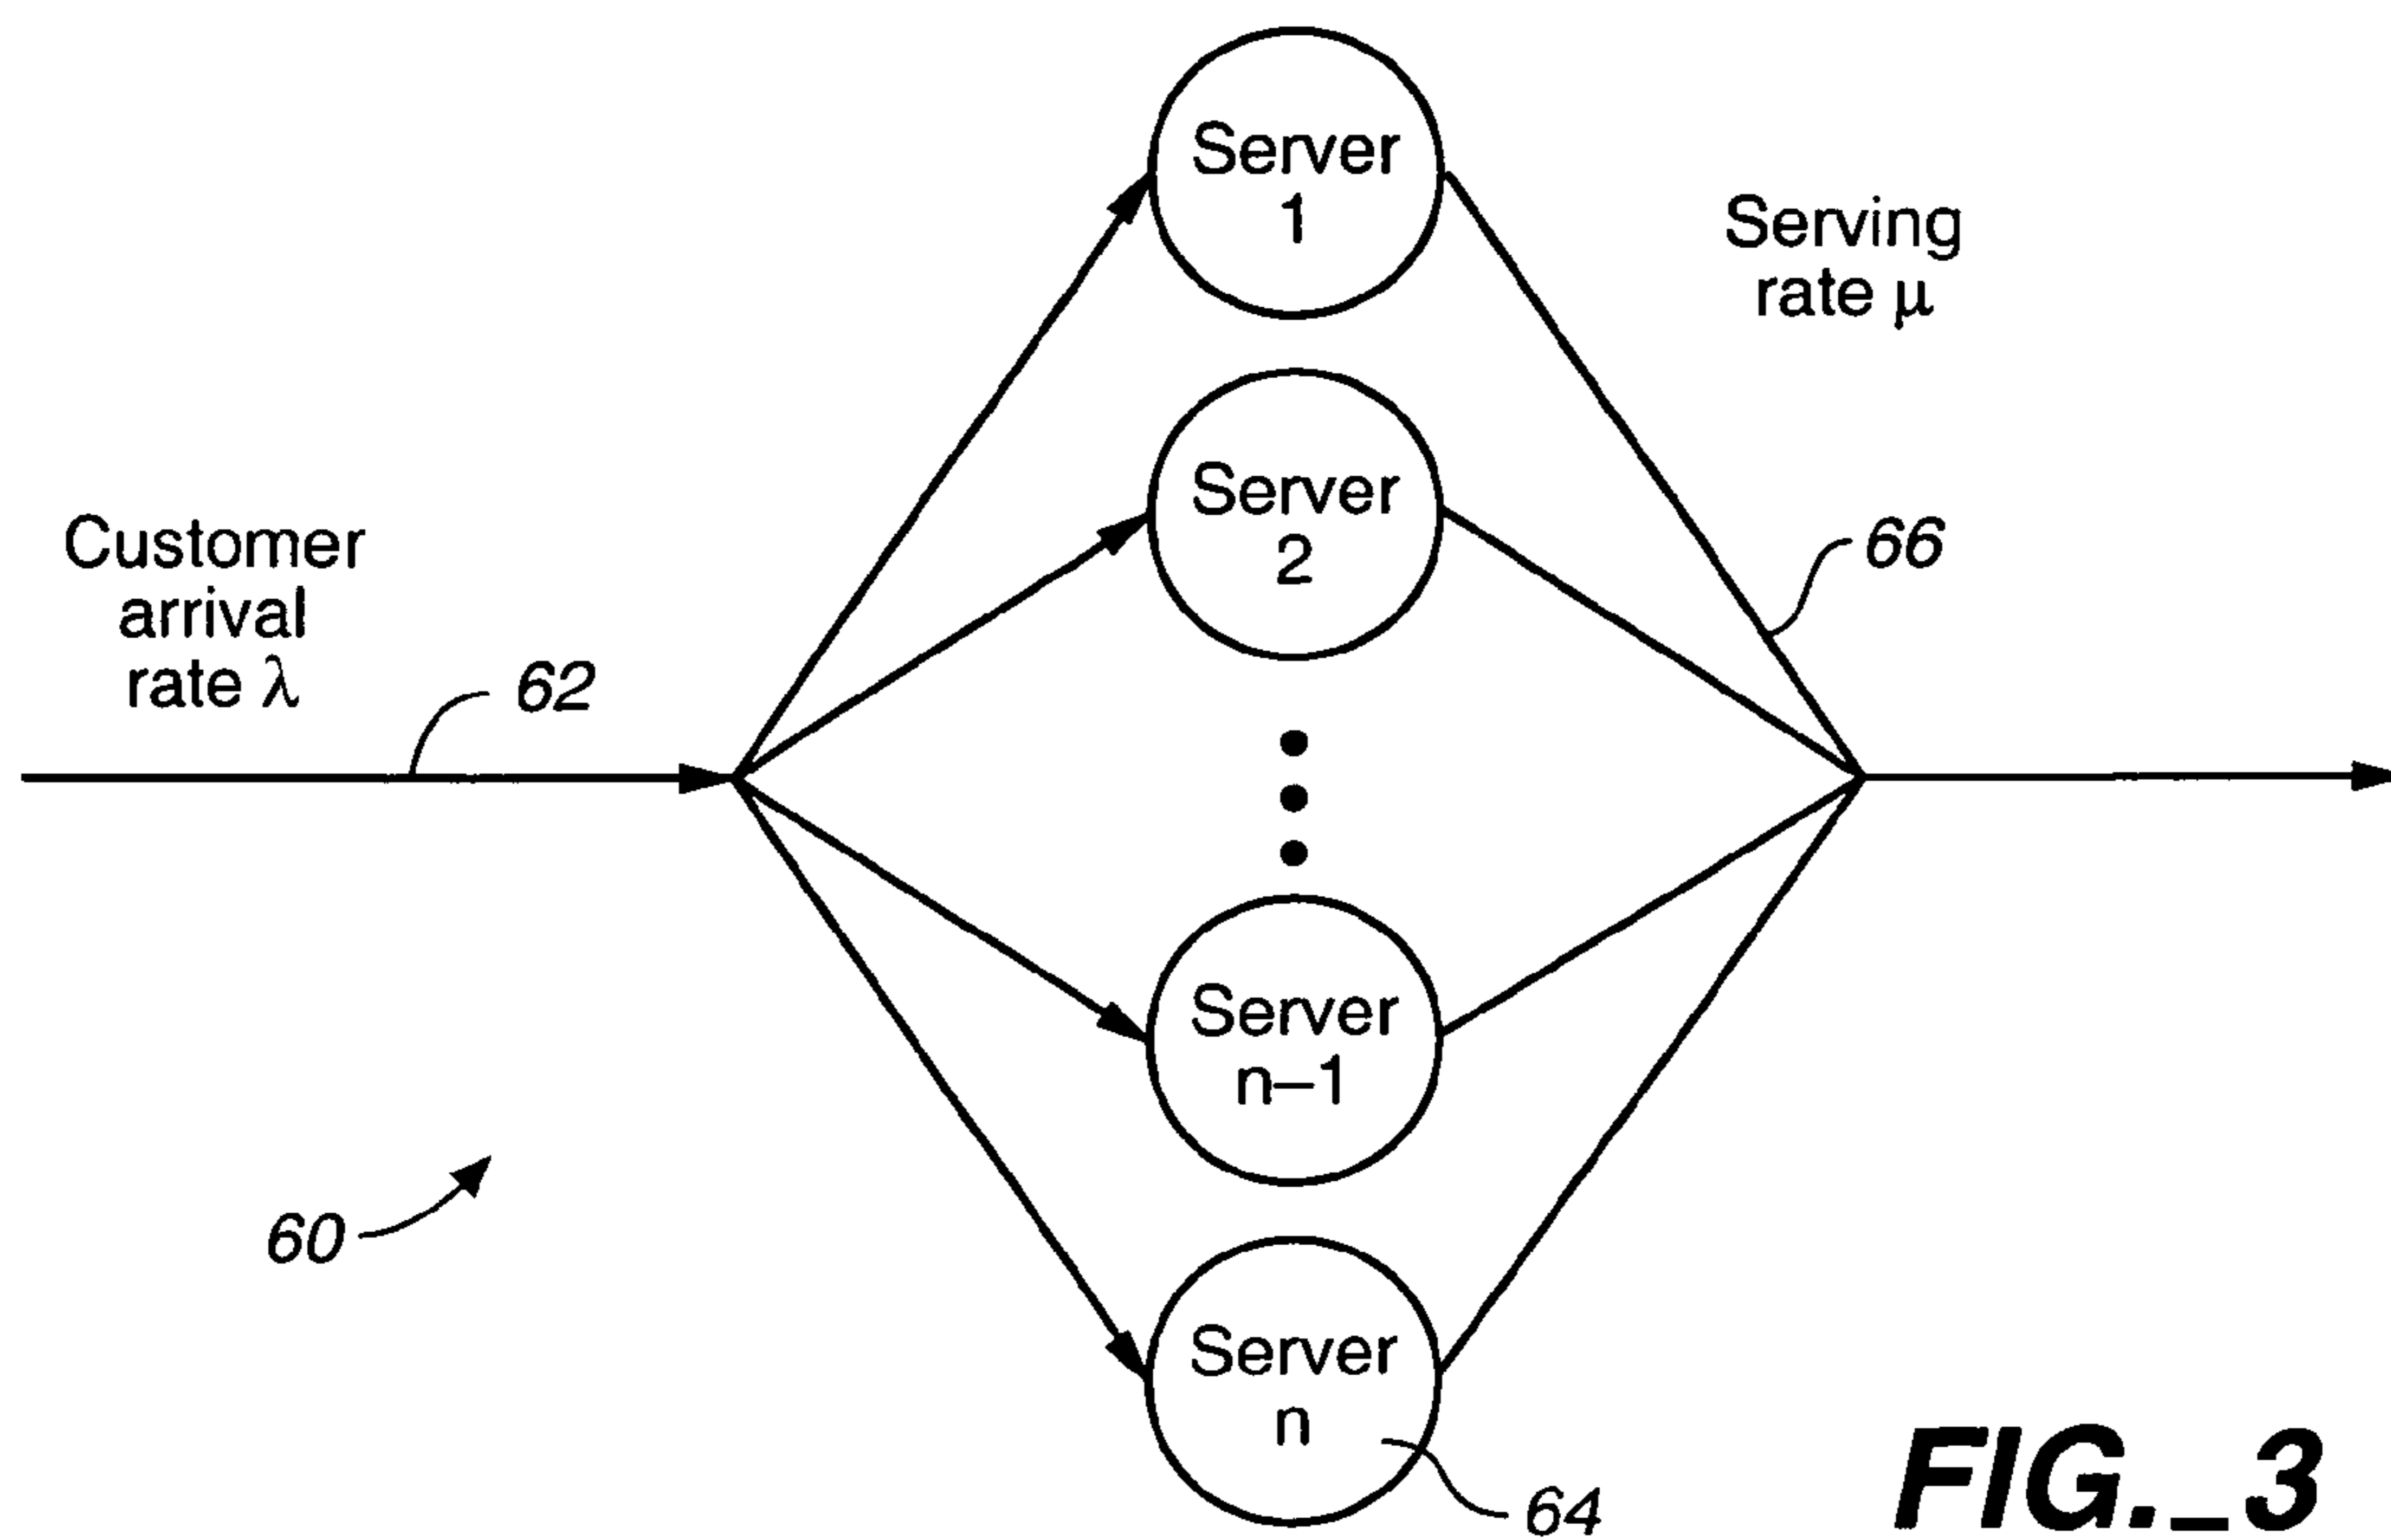 Server
1
Serving
rate μ
Server
2
66
Customer
arrival
rate λ
62
Server
n–1
60
Server
n
64
FIG._3